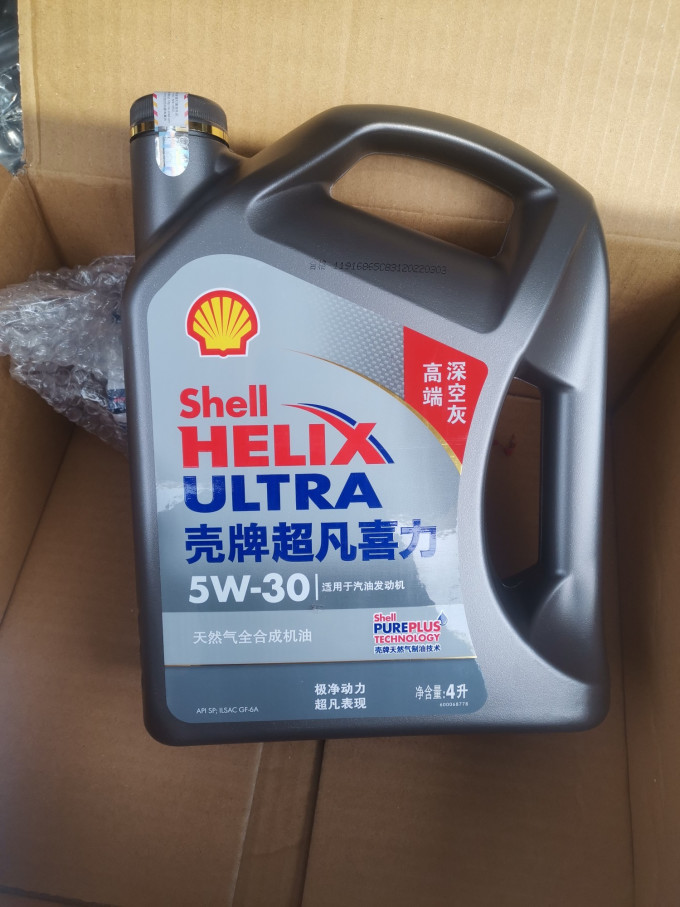 11916865083120220303
深空灰
高端
Shell
HELIX
ULTRA
壳牌超凡喜力
5W-30 适用于汽油发动机
天然气全合成机油
Shell
PUREPLUS
TECHNOLOGY
壳牌天然气制油技术
极净动力
超凡表现
净含量:4升
API SP; ILSAC GF-6A
600068778